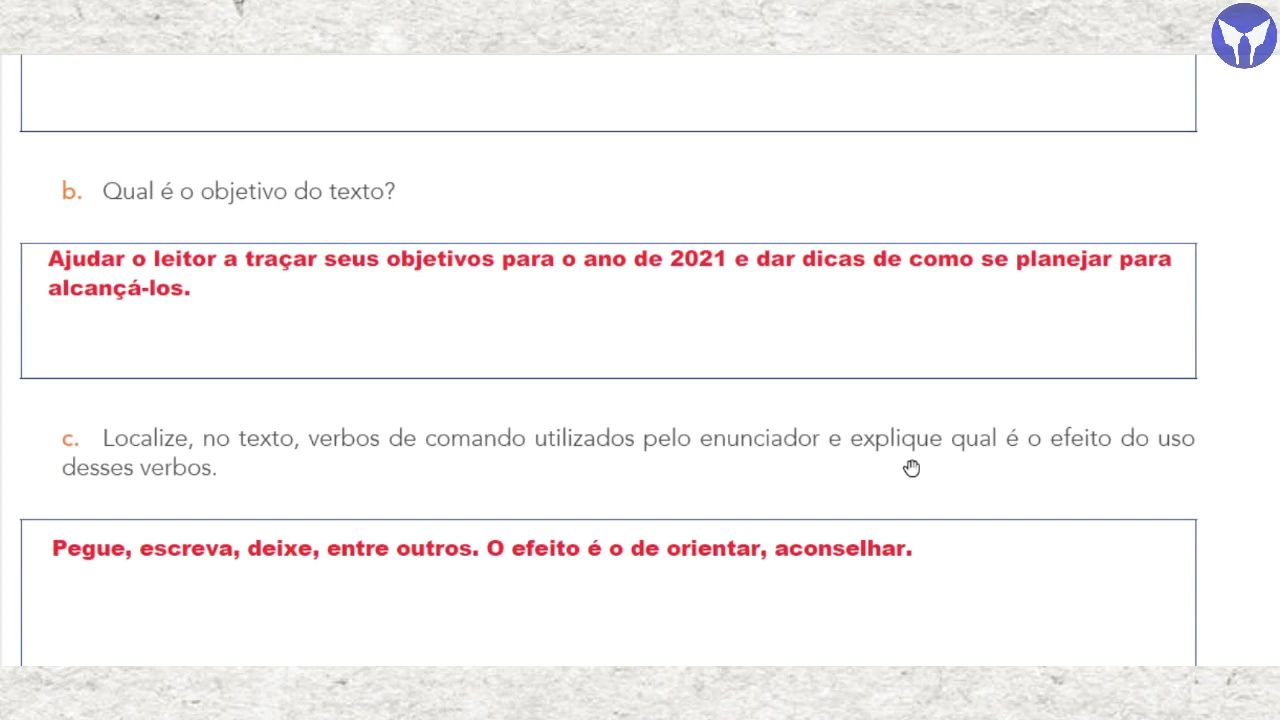 b. Qual é o objetivo do texto?
Ajudar o leitor a traçar seus objetivos para o ano de 2021 e dar dicas de como se planejar para
alcançá-los.
c. Localize, no texto, verbos de comando utilizados pelo enunciador e explique qual é o efeito do uso
desses verbos.
Pegue, escreva, deixe, entre outros. O efeito é o de orientar, aconselhar.